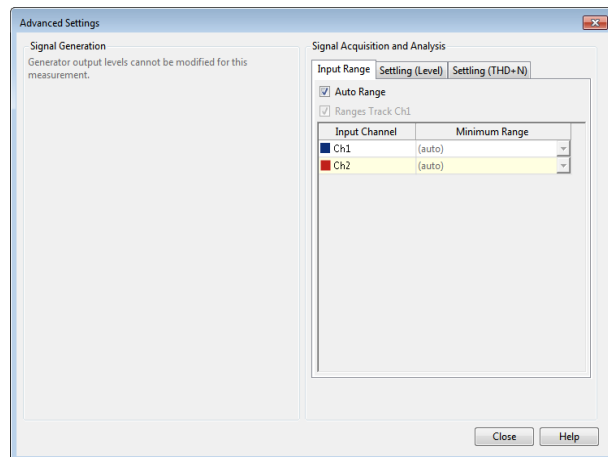 Advanced Settings
Signal Generation
Generator output levels cannot be modified for this
measurement.
Signal Acquisition and Analysis
Input Range
Settling (Level)
Settling (THD+N)
Auto Range
Ranges Track Ch1
Input Channel
Minimum Range
Ch1
(auto)
Ch2
(auto)
Close
Help